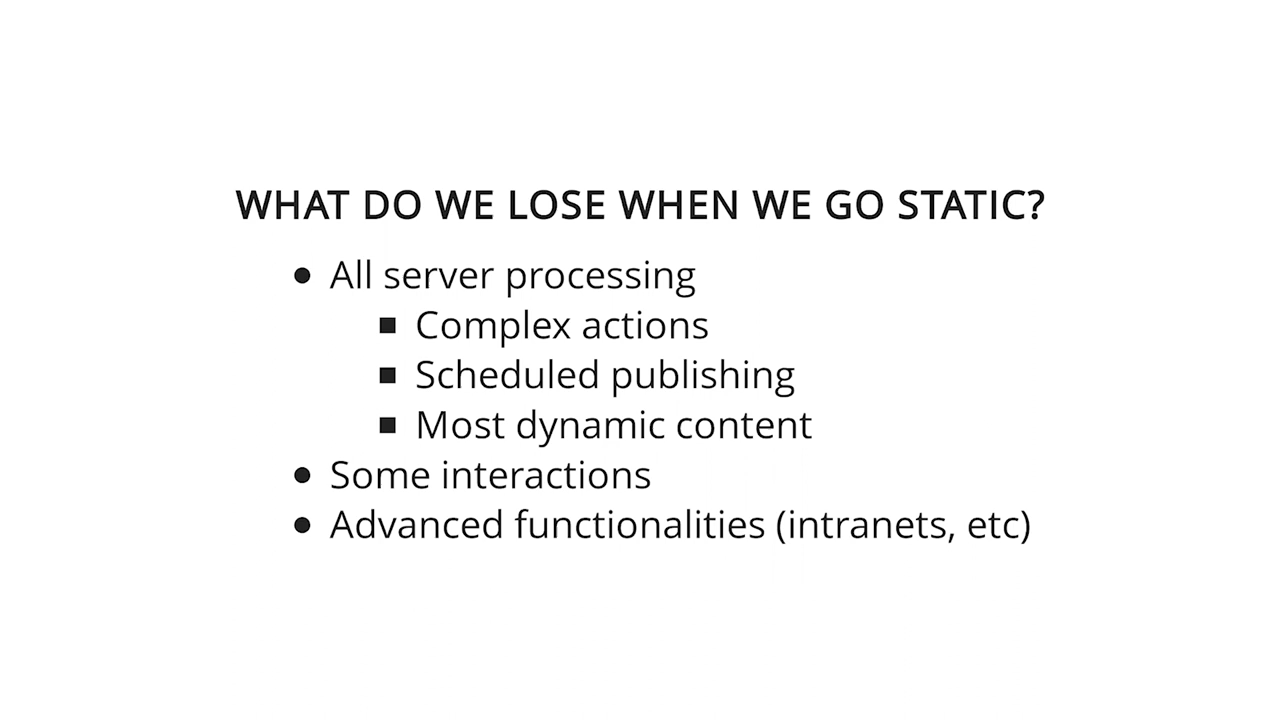 WHAT DO WE LOSE WHEN WE GO STATIC?
● All server processing
■ Complex actions
■ Scheduled publishing
■ Most dynamic content
● Some interactions
● Advanced functionalities (intranets, etc)